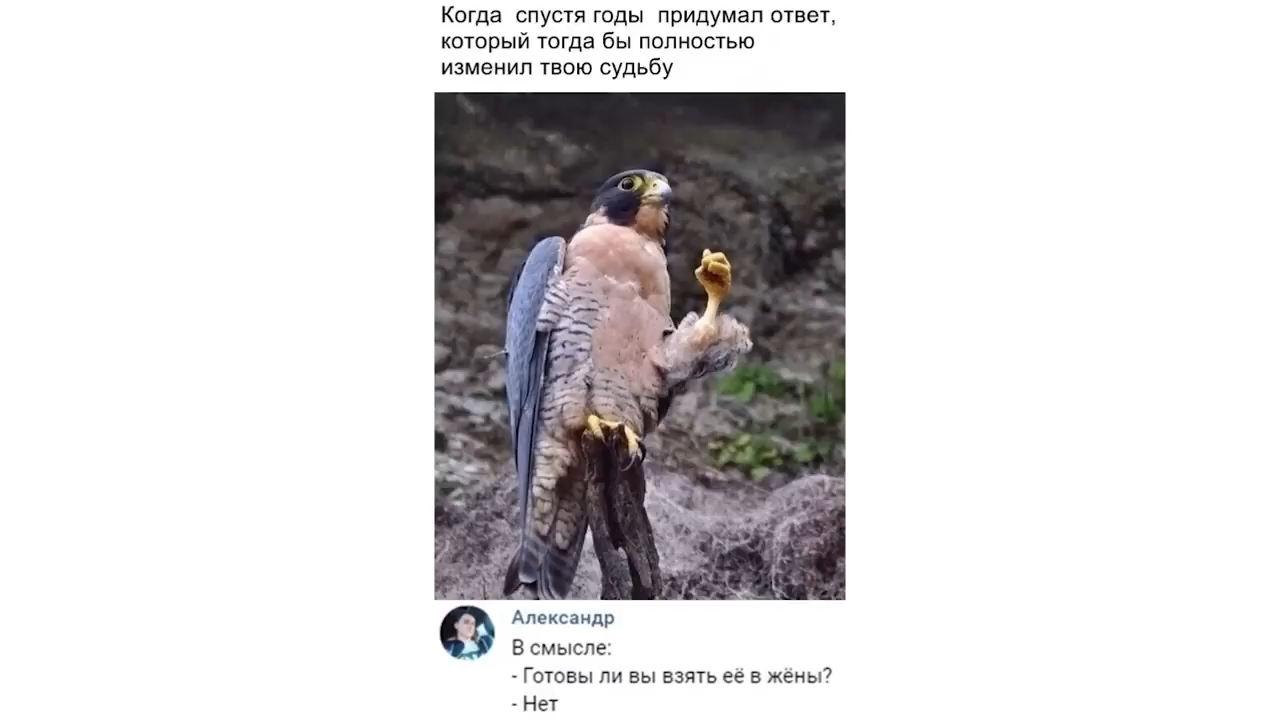 Когда спустя годы придумал ответ,
который тогда бы полностью
изменил твою судьбу
Александр
В смысле:
- Готовы ли вы взять её в жёны?
- Нет